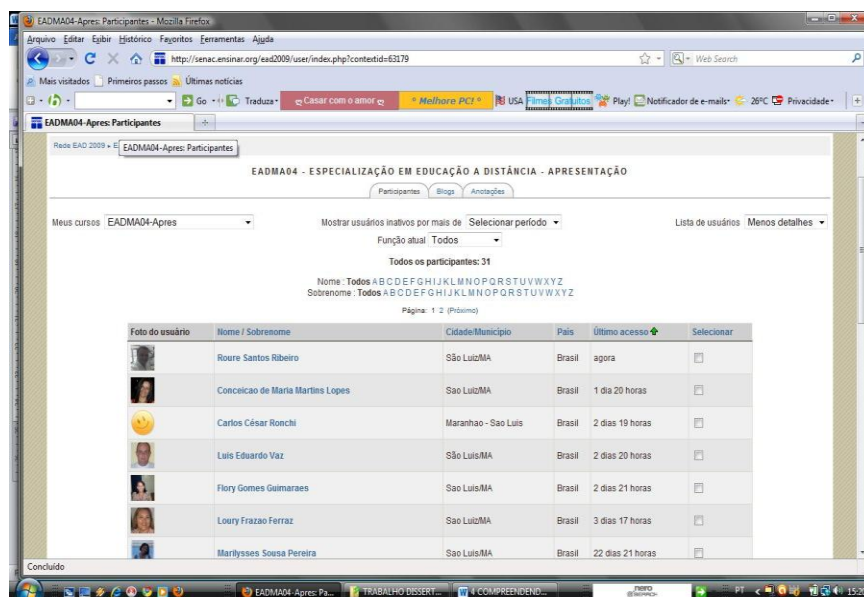 EADMA04-Apres: Participantes - Mozilla Firefox
Arquivo Editar Exibir Histórico Favoritos Ferramentas Ajuda
http://senac.ensinar.org/ead2009/user/index.php?contextid=63179
Web Search
Mais visitados Primeiros passos Últimas notícias
Go Traduza Casar com o amor Melhore PC! USA Filmes Gratuitos Play! Notificador de e-mails 26ºC Privacidade
EADMA04-Apres: Participantes
Rede EAD 2009 ▸ E
EADMA04-Apres: Participantes
EADMA04 - ESPECIALIZAÇÃO EM EDUCAÇÃO A DISTÂNCIA - APRESENTAÇÃO
Participantes Blogs Anotações
Meus cursos EADMA04-Apres Mostrar usuários inativos por mais de Selecionar período Lista de usuários Menos detalhes
Função atual Todos
Todos os participantes: 31
Nome : Todos A B C D E F G H I J K L M N O P Q R S T U V W X Y Z
Sobrenome : Todos A B C D E F G H I J K L M N O P Q R S T U V W X Y Z
Página: 1 2 (Próximo)
Foto do usuário Nome / Sobrenome Cidade/Município País Último acesso Selecionar
Roure Santos Ribeiro São Luiz/MA Brasil agora
Conceicao de Maria Martins Lopes Sao Luiz/MA Brasil 1 dia 20 horas
Carlos César Ronchi Maranhao - Sao Luis Brasil 2 dias 19 horas
Luis Eduardo Vaz São Luis/MA Brasil 2 dias 20 horas
Flory Gomes Guimaraes Sao Luis/MA Brasil 2 dias 21 horas
Loury Frazao Ferraz Sao Luiz/MA Brasil 3 dias 17 horas
Marilysses Sousa Pereira Sao Luis/MA Brasil 22 dias 21 horas
Concluído
EADMA04-Apres: Pa... TRABALHO DISSERT... 4 COMPREENDEND... nero SEARCH PT